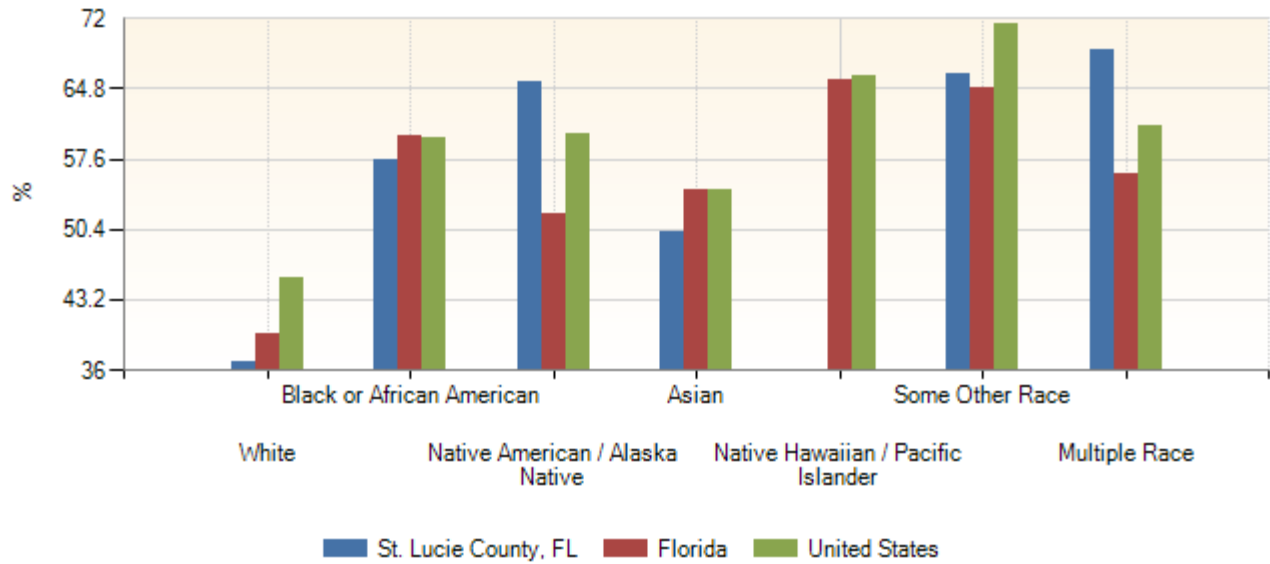 72
64.8
57.6
50.4
43.2
36
%
Black or African American
Asian
Some Other Race
White
Native American / Alaska
Native
Native Hawaiian / Pacific
Islander
Multiple Race
St. Lucie County, FL
Florida
United States